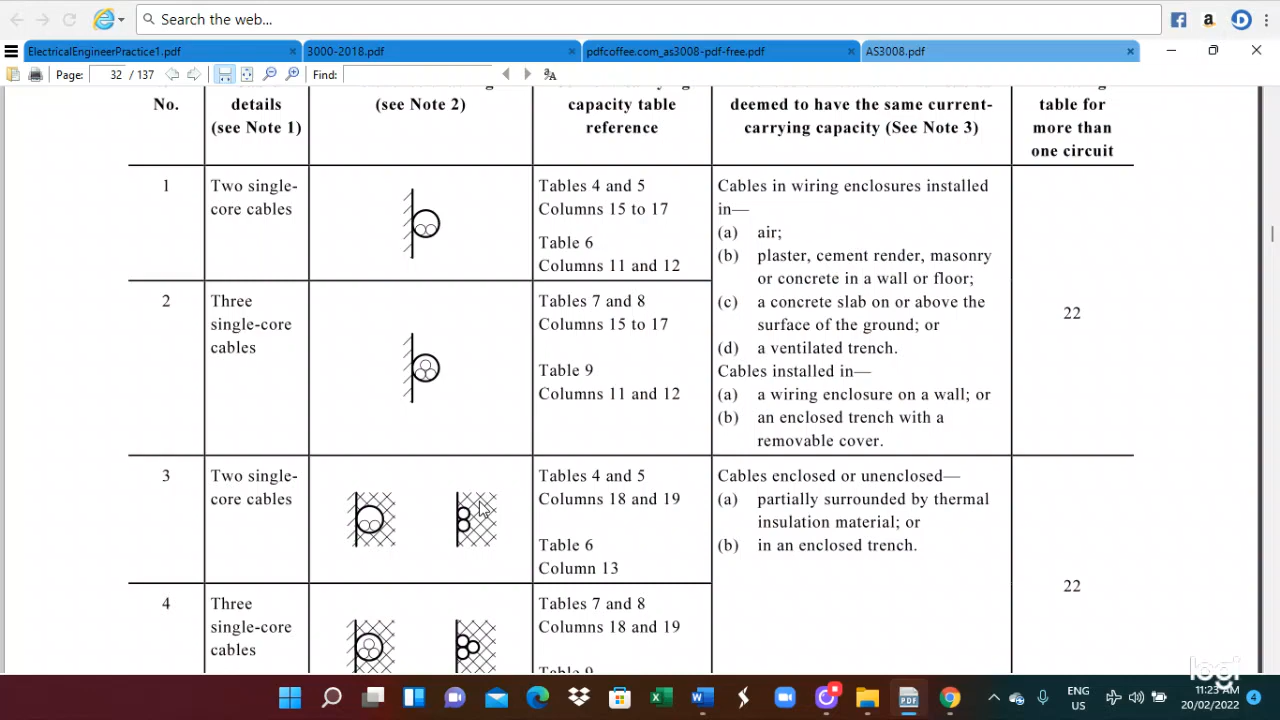 Search the web...
ElectricalEngineerPractice1.pdf
3000-2018.pdf
pdfcoffee.com_as3008-pdf-free.pdf
AS3008.pdf
Page: 32 / 137
Find:
No.
details
(see Note 1)
(see Note 2)
capacity table
reference
deemed to have the same current-
carrying capacity (See Note 3)
table for
more than
one circuit
1
Two single-
core cables
Tables 4 and 5
Columns 15 to 17
Table 6
Columns 11 and 12
Cables in wiring enclosures installed
in—
(a) air;
(b) plaster, cement render, masonry
or concrete in a wall or floor;
(c) a concrete slab on or above the
surface of the ground; or
(d) a ventilated trench.
Cables installed in—
(a) a wiring enclosure on a wall; or
(b) an enclosed trench with a
removable cover.
22
2
Three
single-core
cables
Tables 7 and 8
Columns 15 to 17
Table 9
Columns 11 and 12
3
Two single-
core cables
Tables 4 and 5
Columns 18 and 19
Table 6
Column 13
Cables enclosed or unenclosed—
(a) partially surrounded by thermal
insulation material; or
(b) in an enclosed trench.
22
4
Three
single-core
cables
Tables 7 and 8
Columns 18 and 19
Table 9
logi
ENG
US
11:23 AM
20/02/2022
4